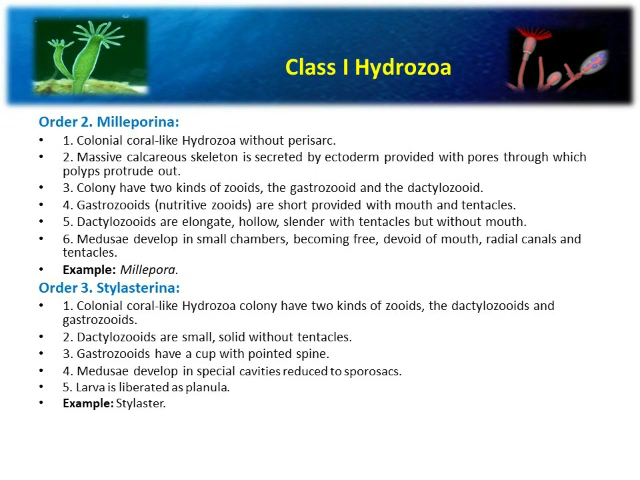 Class I Hydrozoa
Order 2. Milleporina:
• 1. Colonial coral-like Hydrozoa without perisarc.
• 2. Massive calcareous skeleton is secreted by ectoderm provided with pores through which
polyps protrude out.
• 3. Colony have two kinds of zooids, the gastrozooid and the dactylozooid.
• 4. Gastrozooids (nutritive zooids) are short provided with mouth and tentacles.
• 5. Dactylozooids are elongate, hollow, slender with tentacles but without mouth.
• 6. Medusae develop in small chambers, becoming free, devoid of mouth, radial canals and
tentacles.
• Example: Millepora.
Order 3. Stylasterina:
• 1. Colonial coral-like Hydrozoa colony have two kinds of zooids, the dactylozooids and
gastrozooids.
• 2. Dactylozooids are small, solid without tentacles.
• 3. Gastrozooids have a cup with pointed spine.
• 4. Medusae develop in special cavities reduced to sporosacs.
• 5. Larva is liberated as planula.
• Example: Stylaster.